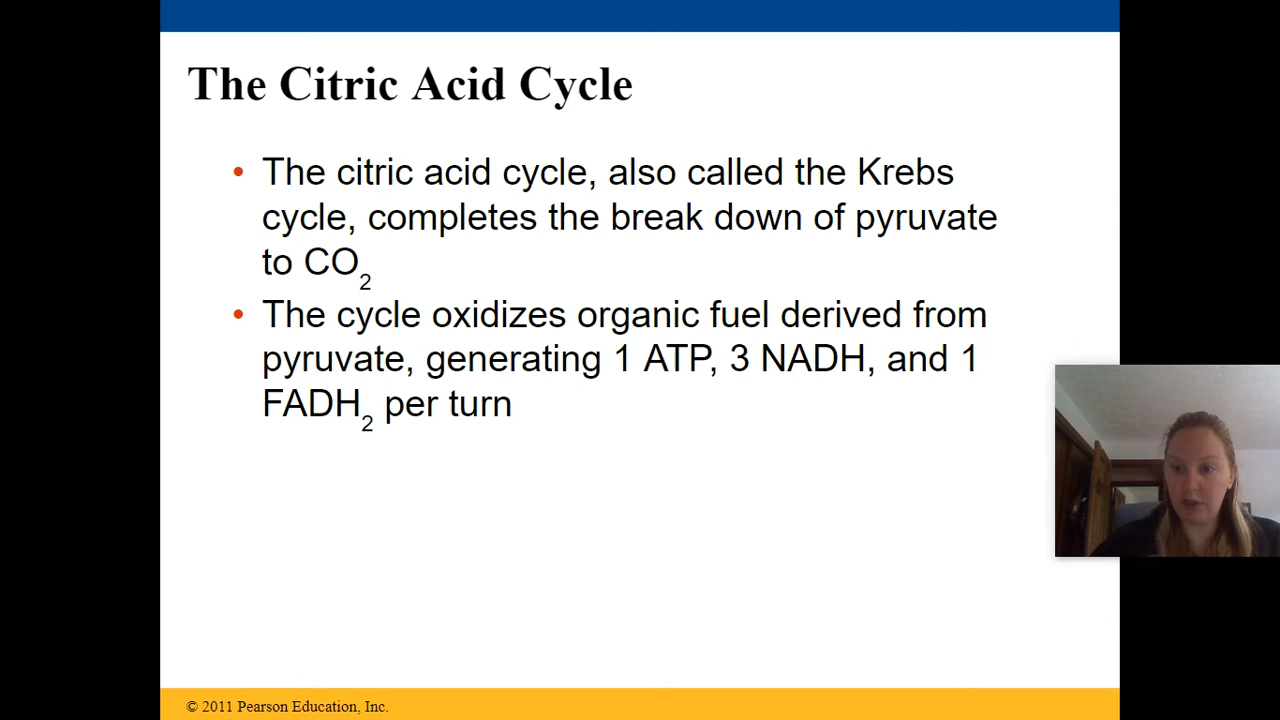 The Citric Acid Cycle
• The citric acid cycle, also called the Krebs
cycle, completes the break down of pyruvate
to CO₂
• The cycle oxidizes organic fuel derived from
pyruvate, generating 1 ATP, 3 NADH, and 1
FADH₂ per turn
© 2011 Pearson Education, Inc.